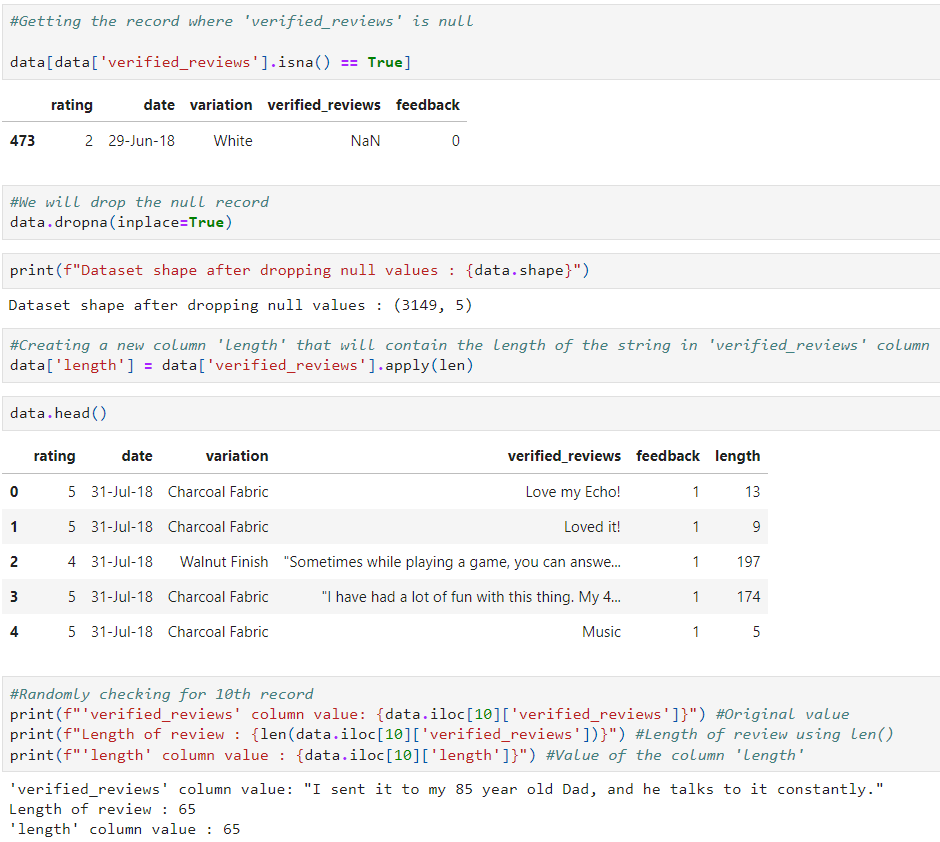 #Getting the record where 'verified_reviews' is null
data[data['verified_reviews'].isna() == True]
rating date variation verified_reviews feedback
473 2 29-Jun-18 White NaN 0
#We will drop the null record
data.dropna(inplace=True)
print(f"Dataset shape after dropping null values : {data.shape}")
Dataset shape after dropping null values : (3149, 5)
#Creating a new column 'length' that will contain the length of the string in 'verified_reviews' column
data['length'] = data['verified_reviews'].apply(len)
data.head()
rating date variation verified_reviews feedback length
0 5 31-Jul-18 Charcoal Fabric Love my Echo! 1 13
1 5 31-Jul-18 Charcoal Fabric Loved it! 1 9
2 4 31-Jul-18 Walnut Finish "Sometimes while playing a game, you can answe... 1 197
3 5 31-Jul-18 Charcoal Fabric "I have had a lot of fun with this thing. My 4... 1 174
4 5 31-Jul-18 Charcoal Fabric Music 1 5
#Randomly checking for 10th record
print(f"'verified_reviews' column value: {data.iloc[10]['verified_reviews']}") #Original value
print(f"Length of review : {len(data.iloc[10]['verified_reviews'])}") #Length of review using len()
print(f"'length' column value : {data.iloc[10]['length']}") #Value of the column 'length'
'verified_reviews' column value: "I sent it to my 85 year old Dad, and he talks to it constantly."
Length of review : 65
'length' column value : 65